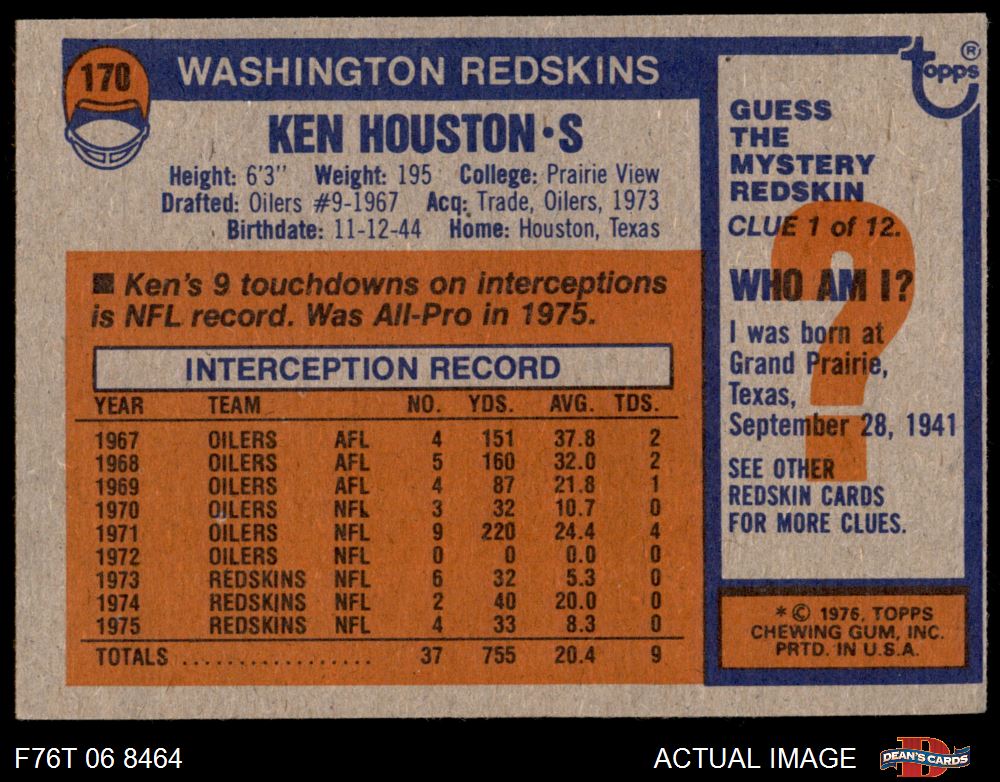 170
WASHINGTON REDSKINS
KEN HOUSTON•S
Height: 6'3" Weight: 195 College: Prairie View
Drafted: Oilers #9-1967 Acq: Trade, Oilers, 1973
Birthdate: 11-12-44 Home: Houston, Texas
■ Ken's 9 touchdowns on interceptions
is NFL record. Was All-Pro in 1975.
INTERCEPTION RECORD
YEAR TEAM NO. YDS. AVG. TDS.
1967 OILERS AFL 4 151 37.8 2
1968 OILERS AFL 5 160 32.0 2
1969 OILERS AFL 4 87 21.8 1
1970 OILERS NFL 3 32 10.7 0
1971 OILERS NFL 9 220 24.4 4
1972 OILERS NFL 0 0 0.0 0
1973 REDSKINS NFL 6 32 5.3 0
1974 REDSKINS NFL 2 40 20.0 0
1975 REDSKINS NFL 4 33 8.3 0
TOTALS .................. 37 755 20.4 9
topps®
GUESS
THE
MYSTERY
REDSKIN
CLUE 1 of 12.
?
WHO AM I?
I was born at
Grand Prairie,
Texas,
September 28, 1941
SEE OTHER
REDSKIN CARDS
FOR MORE CLUES.
*© 1976, TOPPS
CHEWING GUM, INC.
PRTD. IN U.S.A.
F76T 06 8464
ACTUAL IMAGE
D
DEAN'S CARDS